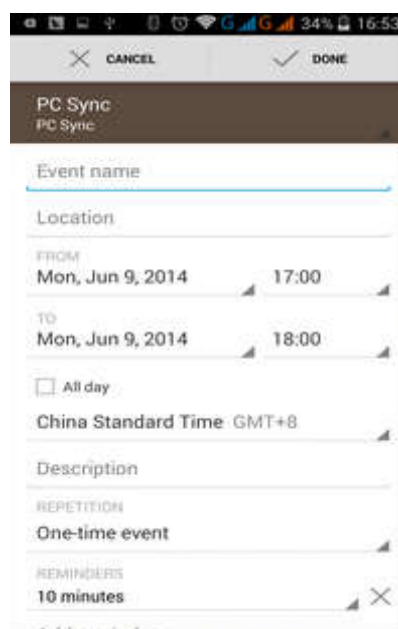 G G 34% 16:53
CANCEL DONE
PC Sync
PC Sync
Event name
Location
FROM
Mon, Jun 9, 2014 17:00
TO
Mon, Jun 9, 2014 18:00
All day
China Standard Time GMT+8
Description
REPETITION
One-time event
REMINDERS
10 minutes